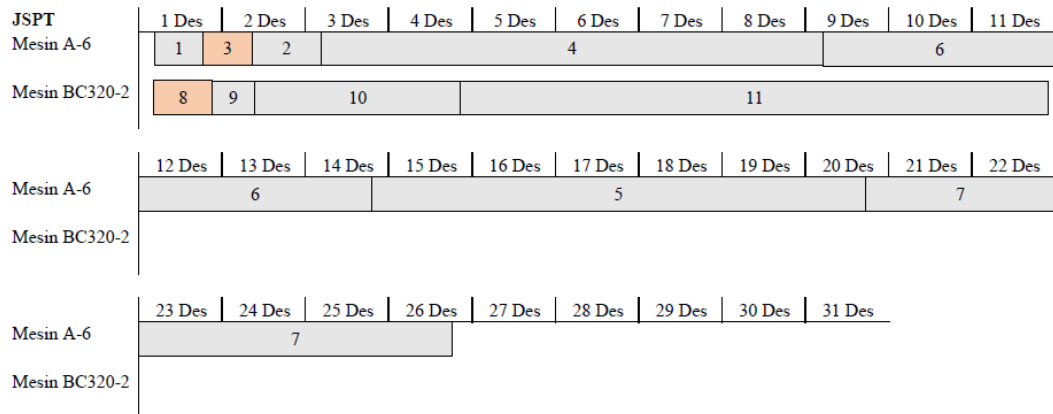 JSPT 1 Des 2 Des 3 Des 4 Des 5 Des 6 Des 7 Des 8 Des 9 Des 10 Des 11 Des
Mesin A-6 1 3 2 4 6
Mesin BC320-2 8 9 10 11
12 Des 13 Des 14 Des 15 Des 16 Des 17 Des 18 Des 19 Des 20 Des 21 Des 22 Des
Mesin A-6 6 5 7
Mesin BC320-2
23 Des 24 Des 25 Des 26 Des 27 Des 28 Des 29 Des 30 Des 31 Des
Mesin A-6 7
Mesin BC320-2